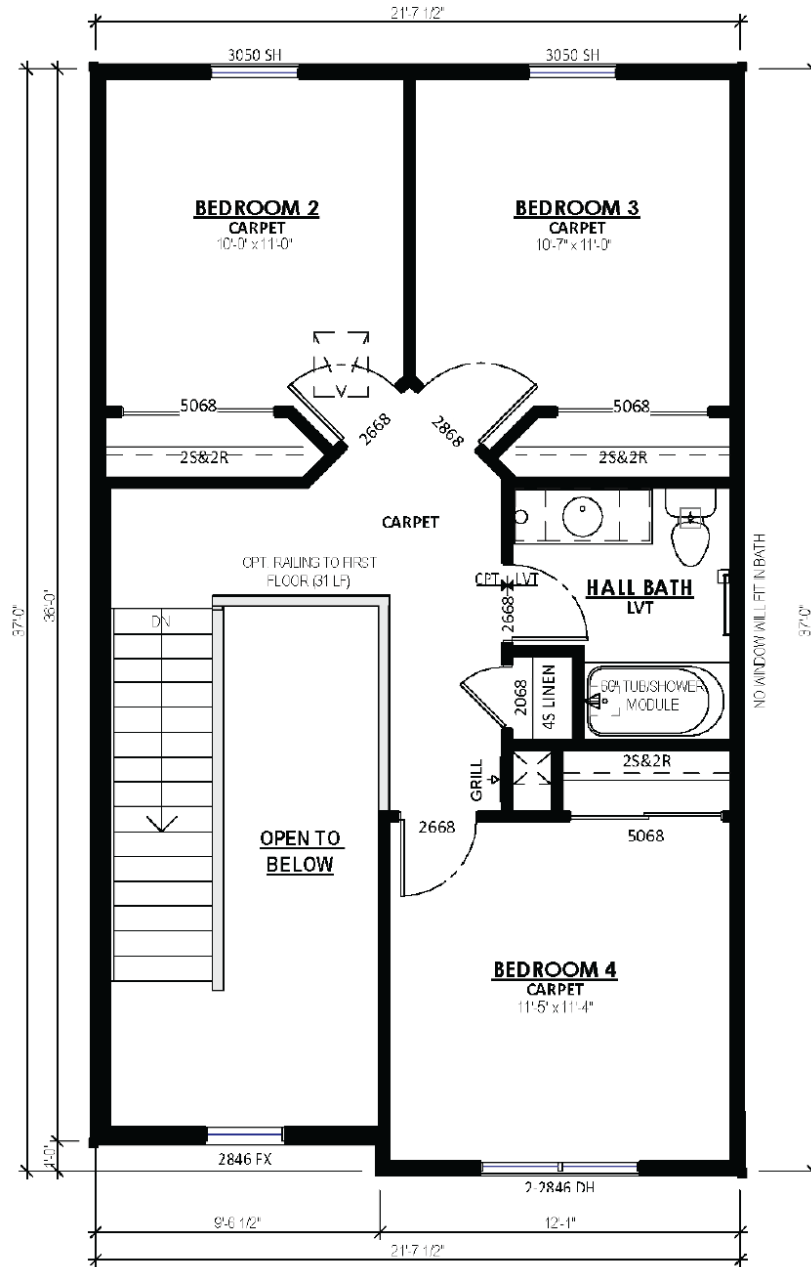 21'-7 1/2"
3050 SH
3050 SH
BEDROOM 2
CARPET
10'-0" x 11'-0"
BEDROOM 3
CARPET
10'-7" x 11'-0"
5068
2668
2868
5068
2S&2R
2S&2R
CARPET
OPT. RAILING TO FIRST
FLOOR (31 LF)
CPT LVT
HALL BATH
LVT
2668
NO WINDOW WILL FIT IN BATH
37'-0"
36'-0"
37'-0"
DN
2068
4S LINEN
60" TUB/SHOWER
MODULE
GRILL
2S&2R
2668
5068
OPEN TO
BELOW
BEDROOM 4
CARPET
11'-5" x 11'-4"
1'-0"
2846 FX
2-2846 DH
9'-6 1/2"
12'-1"
21'-7 1/2"